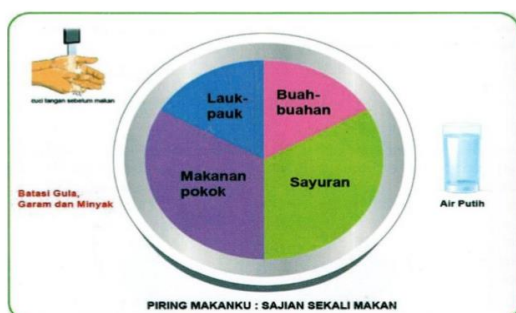 cuci tangan sebelum makan
Lauk-
pauk
Buah-
buahan
Makanan
pokok
Sayuran
Batasi Gula,
Garam dan Minyak
Air Putih
PIRING MAKANKU : SAJIAN SEKALI MAKAN